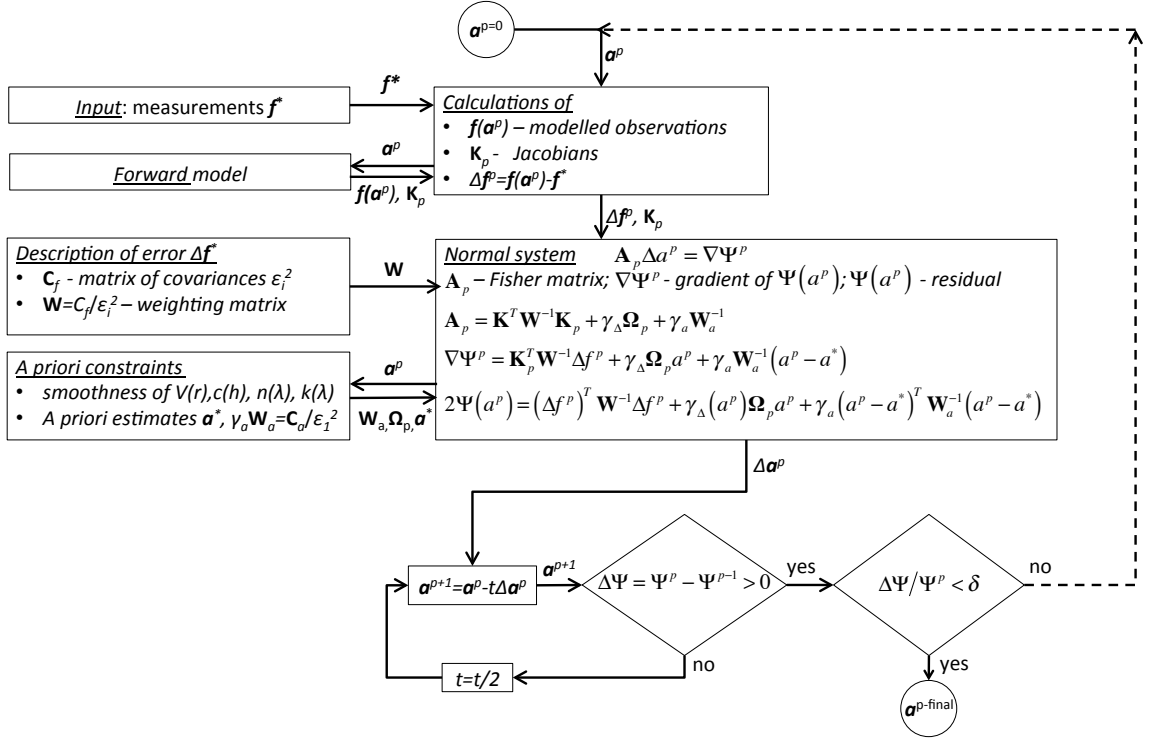 a^{p=0}
a^p
f*
Input: measurements f^*
Calculations of
• f(a^p) – modelled observations
• K_p - Jacobians
• Δf^p=f(a^p)-f^*
a^p
Forward model
f(a^p), K_p
Δf^p, K_p
Description of error Δf^*
• C_f - matrix of covariances ε_i^2
• W=C_f/ε_i^2 – weighting matrix
W
Normal system A_pΔa^p = ∇Ψ^p
A_p – Fisher matrix; ∇Ψ^p - gradient of Ψ(a^p); Ψ(a^p) - residual
A_p = K^T W^{-1} K_p + γ_Δ Ω_p + γ_a W_a^{-1}
∇Ψ^p = K_p^T W^{-1} Δf^p + γ_Δ Ω_p a^p + γ_a W_a^{-1}(a^p − a^*)
2Ψ(a^p) = (Δf^p)^T W^{-1} Δf^p + γ_Δ(a^p)Ω_p a^p + γ_a(a^p − a^*)^T W_a^{-1}(a^p − a^*)
A priori constraints
• smoothness of V(r),c(h), n(λ), k(λ)
• A priori estimates a^*, γ_aW_a=C_a/ε_1^2
a^p
W_a,Ω_p,a^*
Δa^p
a^{p+1}=a^p-tΔa^p
a^{p+1}
ΔΨ = Ψ^p − Ψ^{p-1} > 0
yes
ΔΨ/Ψ^p < δ
no
no
t=t/2
yes
a^{p-final}